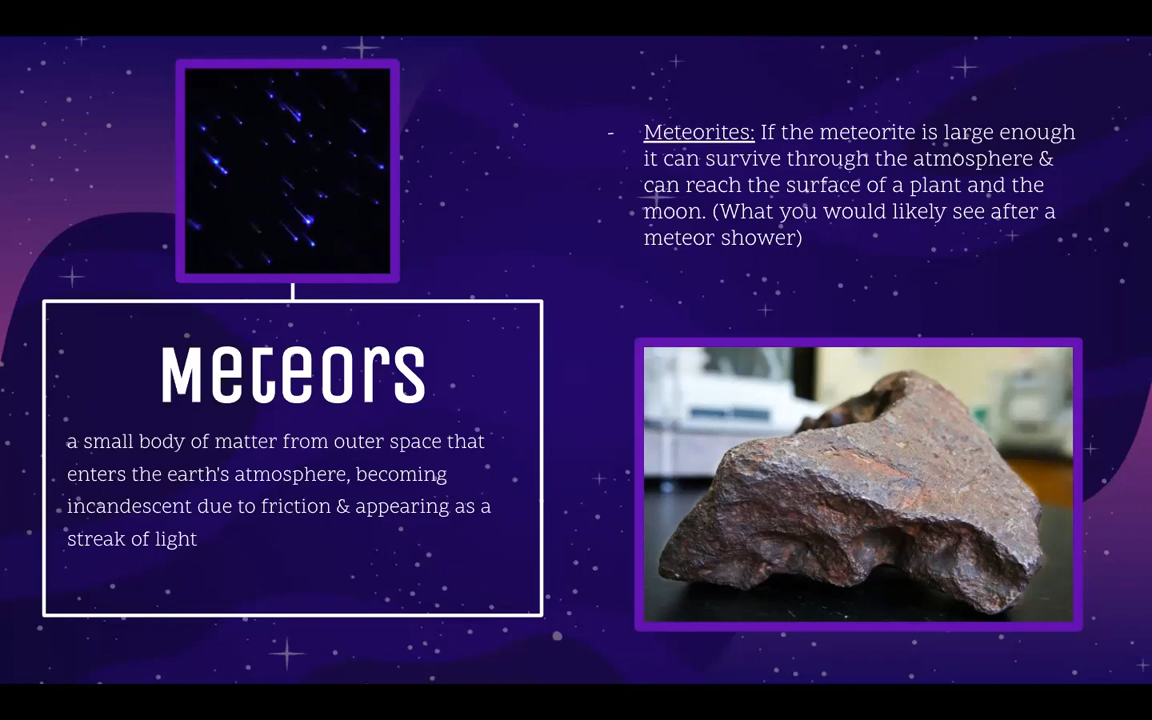 Meteors
a small body of matter from outer space that
enters the earth's atmosphere, becoming
incandescent due to friction & appearing as a
streak of light
- Meteorites: If the meteorite is large enough
it can survive through the atmosphere &
can reach the surface of a plant and the
moon. (What you would likely see after a
meteor shower)